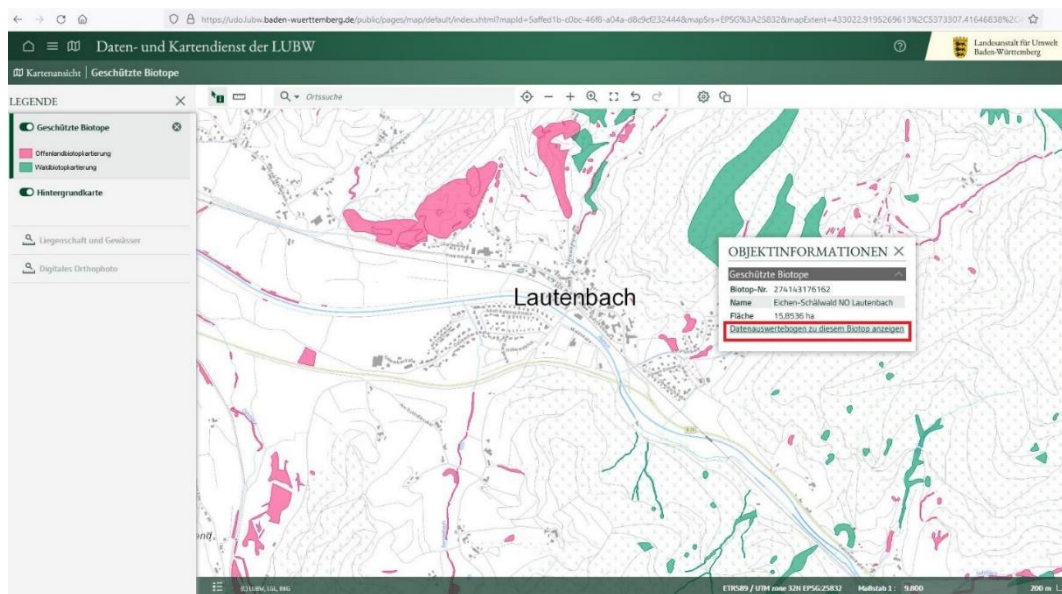 https://udo.lubw.baden-wuerttemberg.de/public/pages/map/default/index.xhtml?mapId=5affed1b-c0bc-46f8-a04a-d8c9cf232444&mapSrs=EPSG%3A25832&mapExtent=433022.9195269613%2C5373307.41646838%2C
Daten- und Kartendienst der LUBW
Landesanstalt für Umwelt
Baden-Württemberg
Kartenansicht | Geschützte Biotope
LEGENDE
Ortssuche
Geschützte Biotope
Offenlandbiotopkartierung
Waldbiotopkartierung
Hintergrundkarte
Liegenschaft und Gewässer
Digitales Orthophoto
OBJEKTINFORMATIONEN
Geschützte Biotope
Biotop-Nr. 274143176162
Name Eichen-Schälwald NO Lautenbach
Fläche 15,8536 ha
Datenauswertebogen zu diesem Biotop anzeigen
Lautenbach
(C) LUBW, LGL, BKG
ETRS89 / UTM zone 32N EPSG:25832
Maßstab 1 : 9.800
200 m